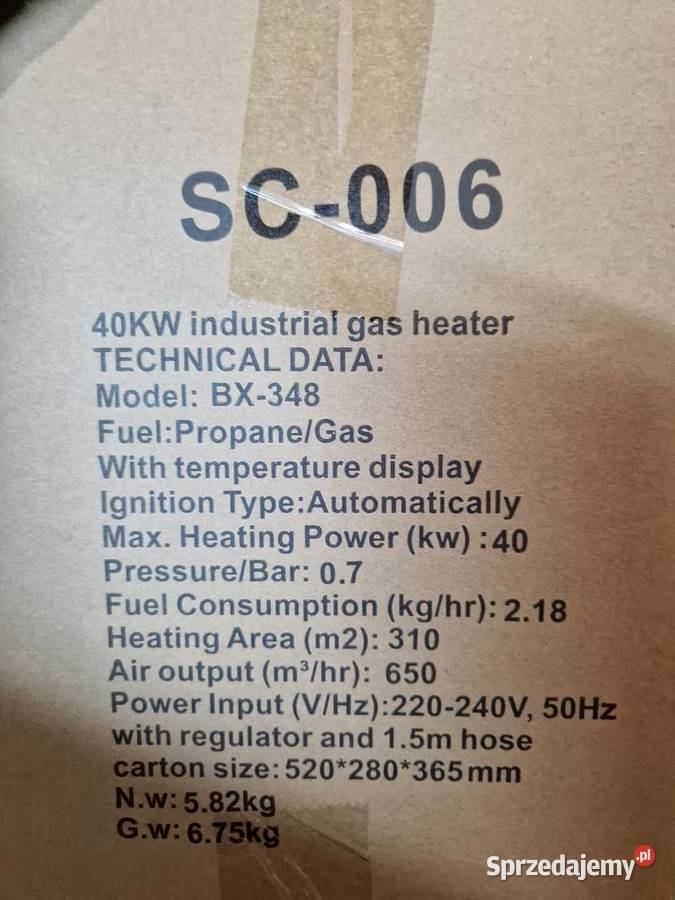 SC-006
40KW industrial gas heater
TECHNICAL DATA:
Model: BX-348
Fuel:Propane/Gas
With temperature display
Ignition Type:Automatically
Max. Heating Power (kw) :40
Pressure/Bar: 0.7
Fuel Consumption (kg/hr): 2.18
Heating Area (m2): 310
Air output (m³/hr): 650
Power Input (V/Hz):220-240V, 50Hz
with regulator and 1.5m hose
carton size:520*280*365mm
N.w: 5.82kg
G.w: 6.75kg
Sprzedajemy.pl